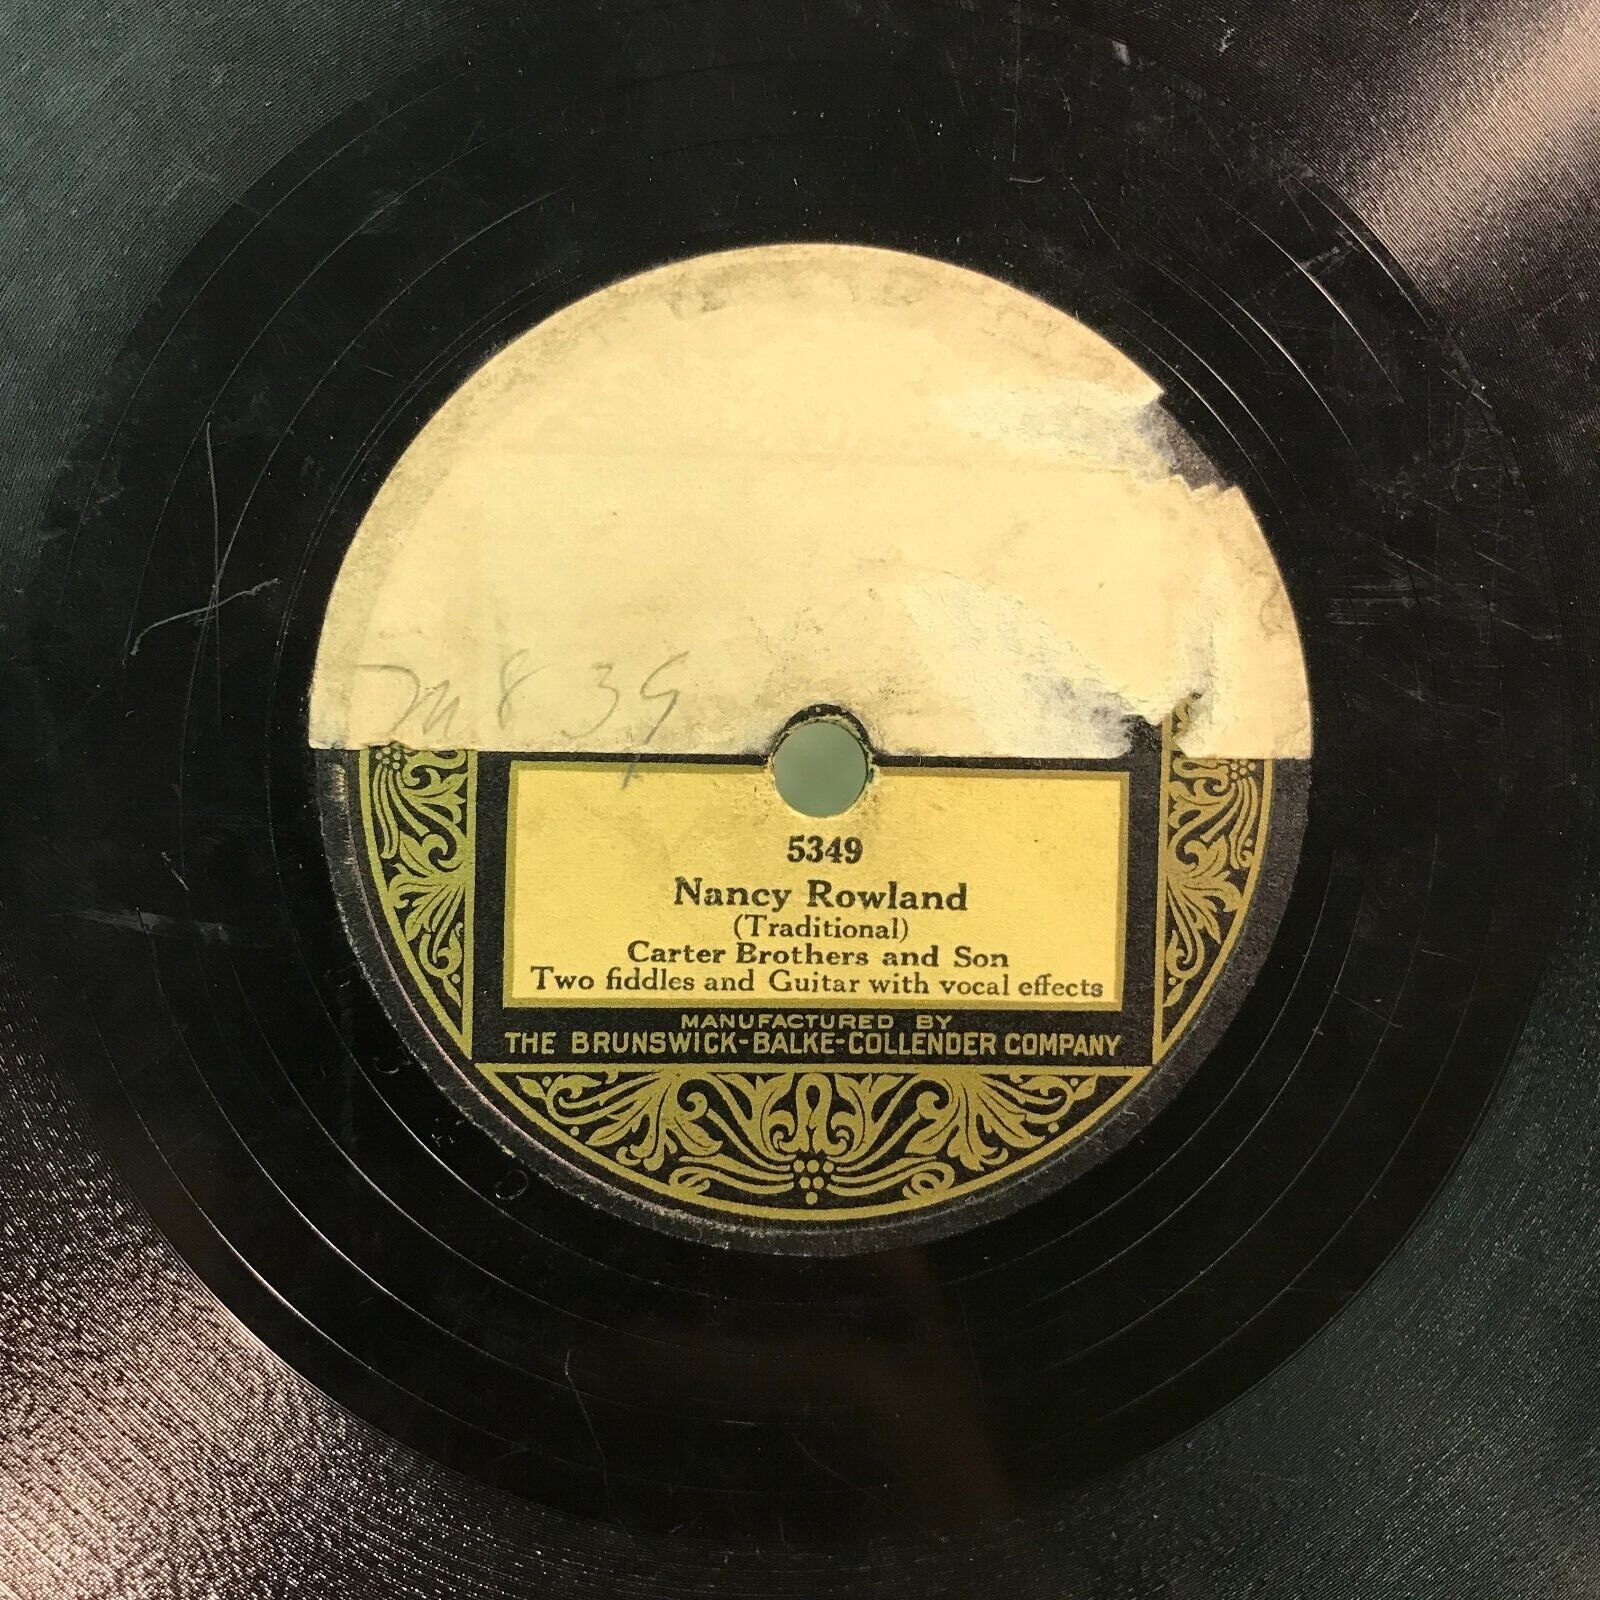 839
5349
Nancy Rowland
(Traditional)
Carter Brothers and Son
Two fiddles and Guitar with vocal effects
MANUFACTURED BY
THE BRUNSWICK-BALKE-COLLENDER COMPANY